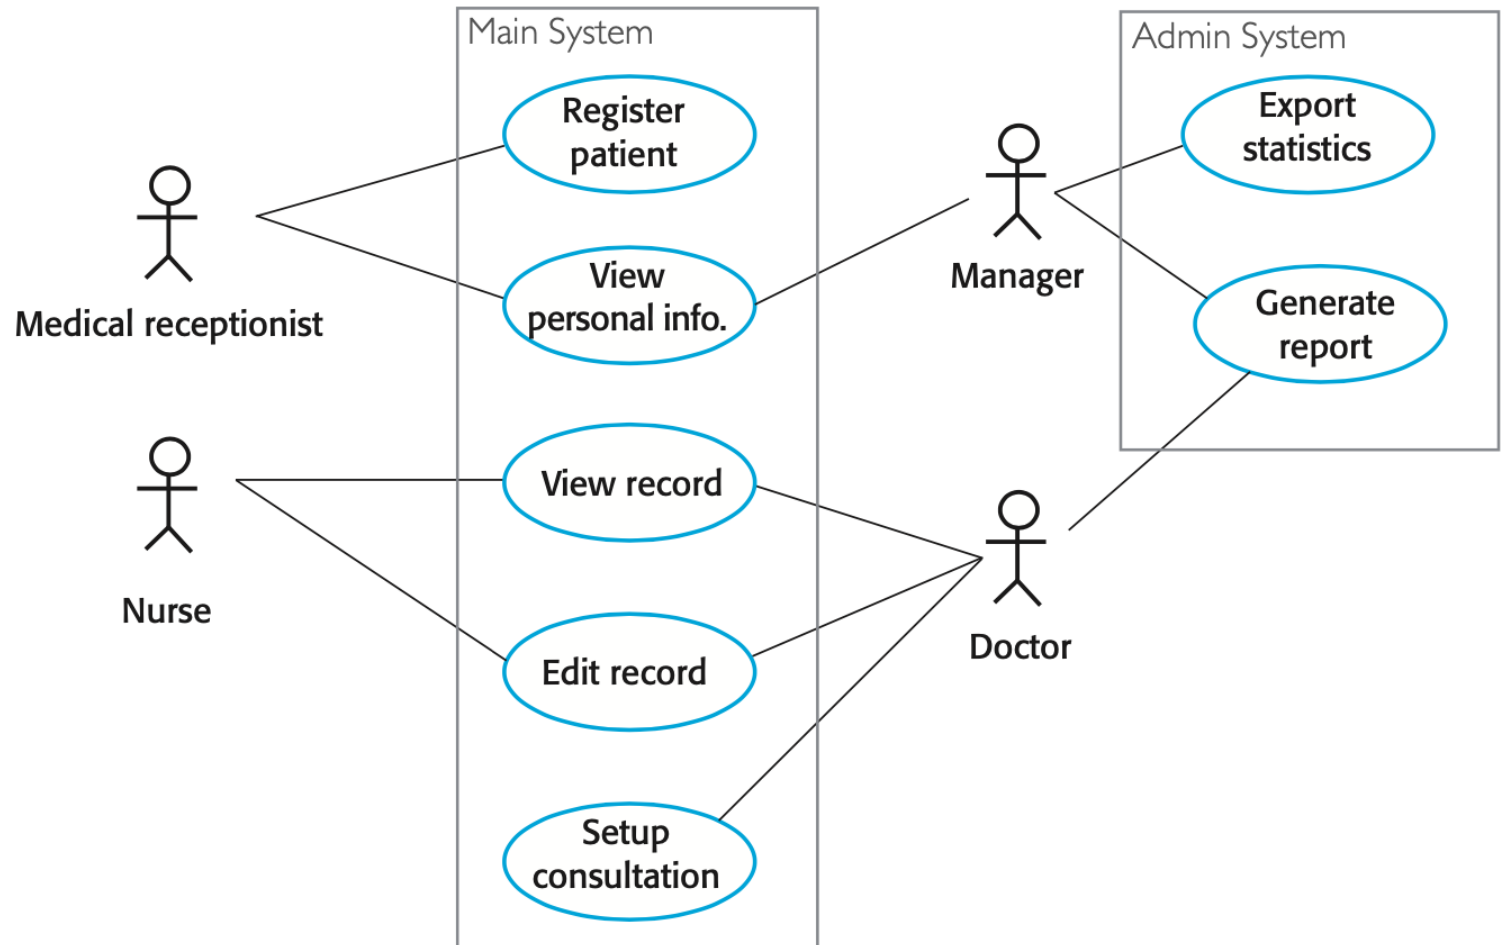 Main System
Register
patient
View
personal info.
View record
Edit record
Setup
consultation
Medical receptionist
Nurse
Manager
Doctor
Admin System
Export
statistics
Generate
report